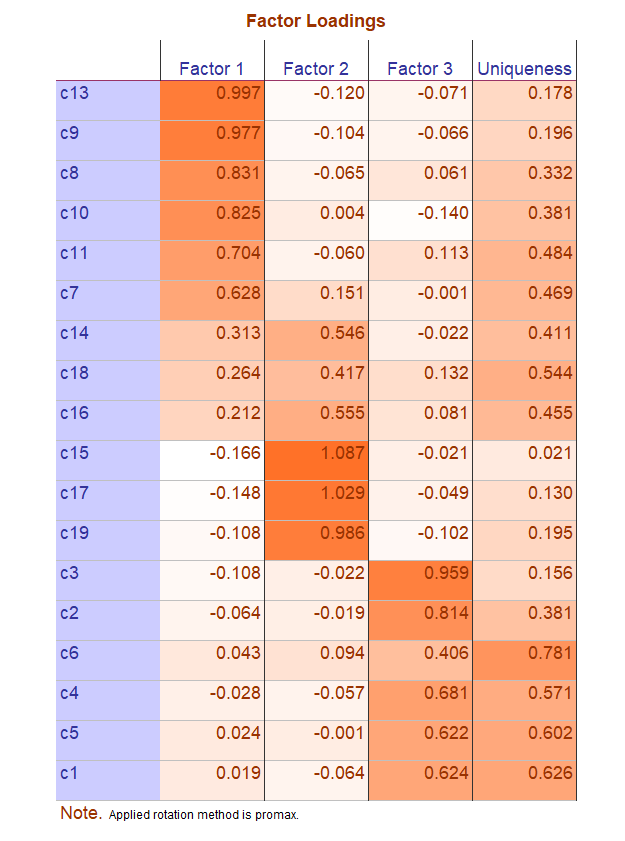 Factor Loadings
Factor 1 Factor 2 Factor 3 Uniqueness
c13 0.997 -0.120 -0.071 0.178
c9 0.977 -0.104 -0.066 0.196
c8 0.831 -0.065 0.061 0.332
c10 0.825 0.004 -0.140 0.381
c11 0.704 -0.060 0.113 0.484
c7 0.628 0.151 -0.001 0.469
c14 0.313 0.546 -0.022 0.411
c18 0.264 0.417 0.132 0.544
c16 0.212 0.555 0.081 0.455
c15 -0.166 1.087 -0.021 0.021
c17 -0.148 1.029 -0.049 0.130
c19 -0.108 0.986 -0.102 0.195
c3 -0.108 -0.022 0.959 0.156
c2 -0.064 -0.019 0.814 0.381
c6 0.043 0.094 0.406 0.781
c4 -0.028 -0.057 0.681 0.571
c5 0.024 -0.001 0.622 0.602
c1 0.019 -0.064 0.624 0.626
Note. Applied rotation method is promax.